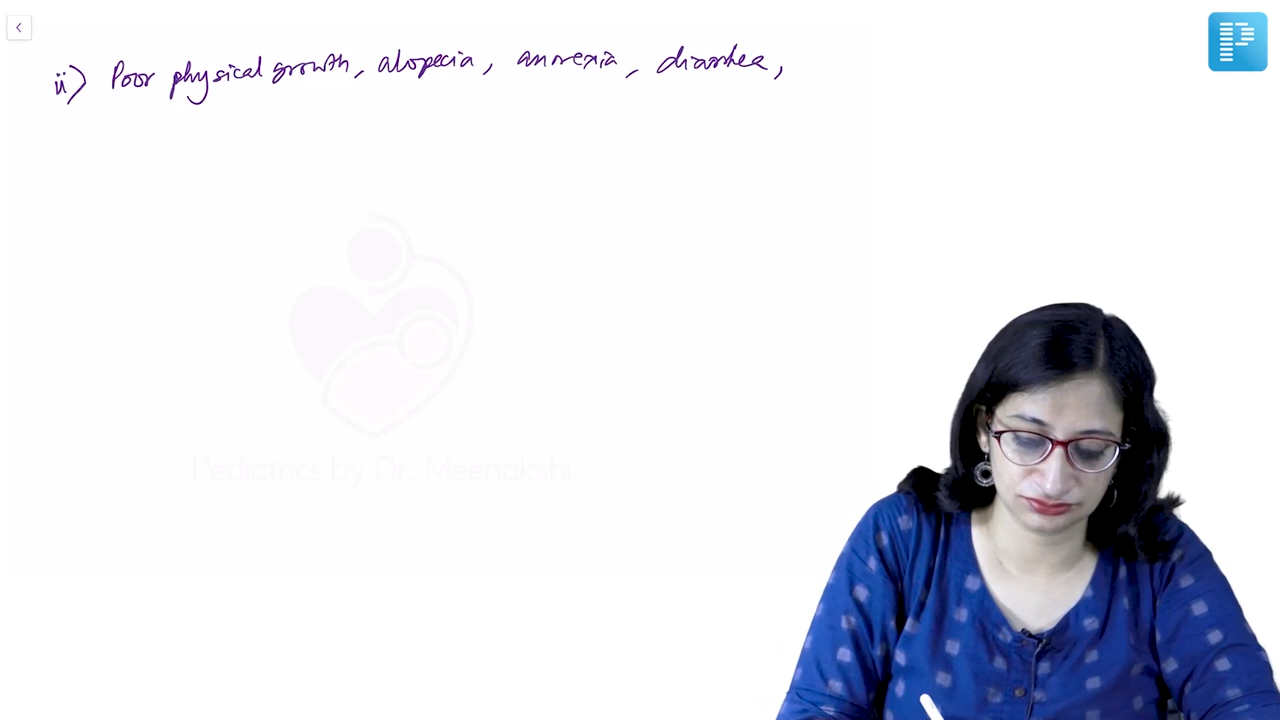 ii) Poor physical growth, alopecia, anorexia, diarrhea,
Pediatrics by Dr. Meenakshi
P